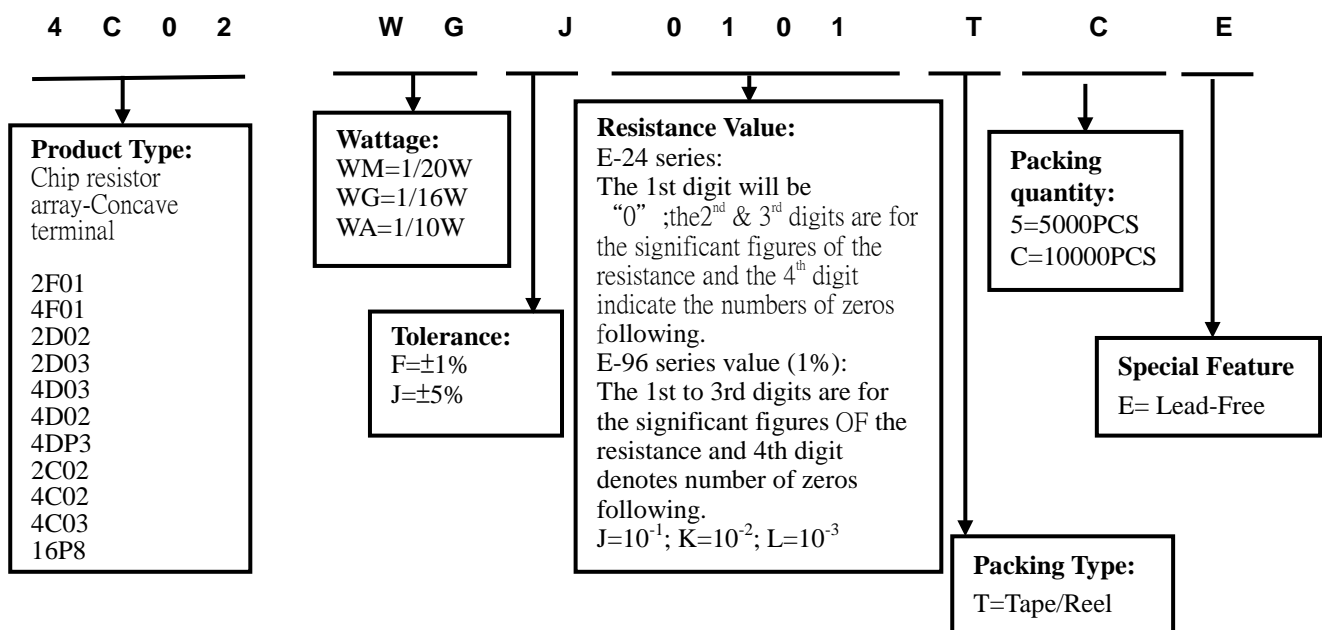 4 C 0 2 W G J 0 1 0 1 T C E
Product Type:
Chip resistor
array-Concave
terminal
2F01
4F01
2D02
2D03
4D03
4D02
4DP3
2C02
4C02
4C03
16P8
Wattage:
WM=1/20W
WG=1/16W
WA=1/10W
Tolerance:
F=±1%
J=±5%
Resistance Value:
E-24 series:
The 1st digit will be
“0” ;the2nd & 3rd digits are for
the significant figures of the
resistance and the 4th digit
indicate the numbers of zeros
following.
E-96 series value (1%):
The 1st to 3rd digits are for
the significant figures OF the
resistance and 4th digit
denotes number of zeros
following.
J=10-1; K=10-2; L=10-3
Packing Type:
T=Tape/Reel
Packing
quantity:
5=5000PCS
C=10000PCS
Special Feature
E= Lead-Free